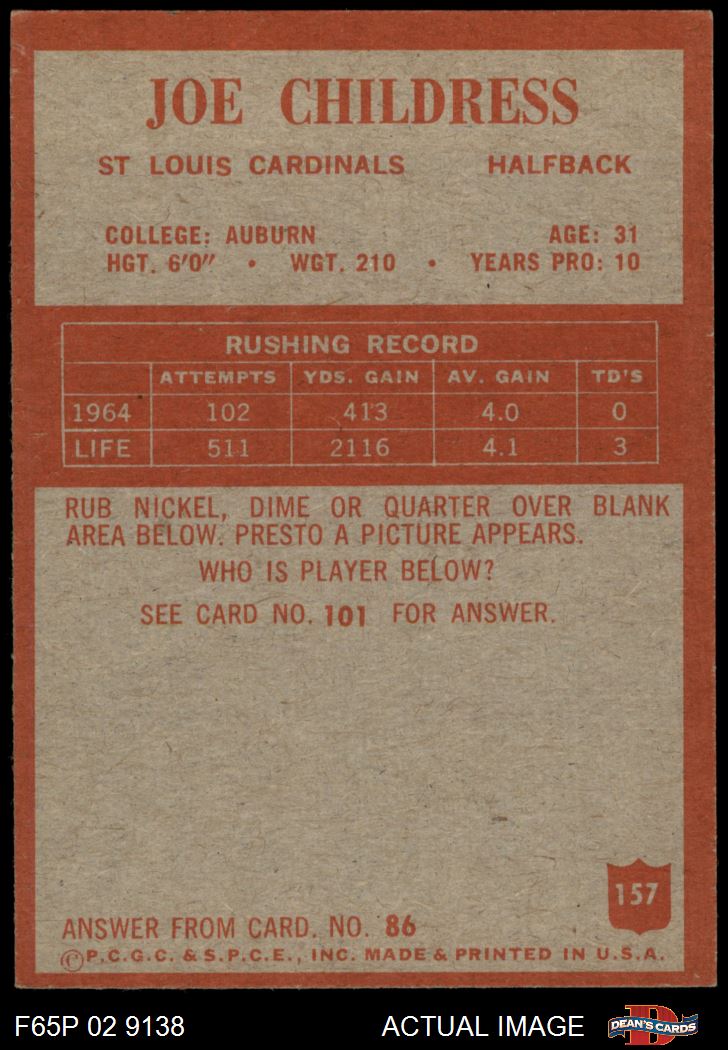 JOE CHILDRESS
ST LOUIS CARDINALS HALFBACK
COLLEGE: AUBURN AGE: 31
HGT. 6'0" • WGT. 210 • YEARS PRO: 10
RUSHING RECORD
ATTEMPTS YDS. GAIN AV. GAIN TD'S
1964 102 413 4.0 0
LIFE 511 2116 4.1 3
RUB NICKEL, DIME OR QUARTER OVER BLANK
AREA BELOW. PRESTO A PICTURE APPEARS.
WHO IS PLAYER BELOW?
SEE CARD NO. 101 FOR ANSWER.
157
ANSWER FROM CARD. NO. 86
©P.C.G.C. & S.P.C.E., INC. MADE & PRINTED IN U.S.A.
F65P 02 9138 ACTUAL IMAGE
D
DEAN'S CARDS